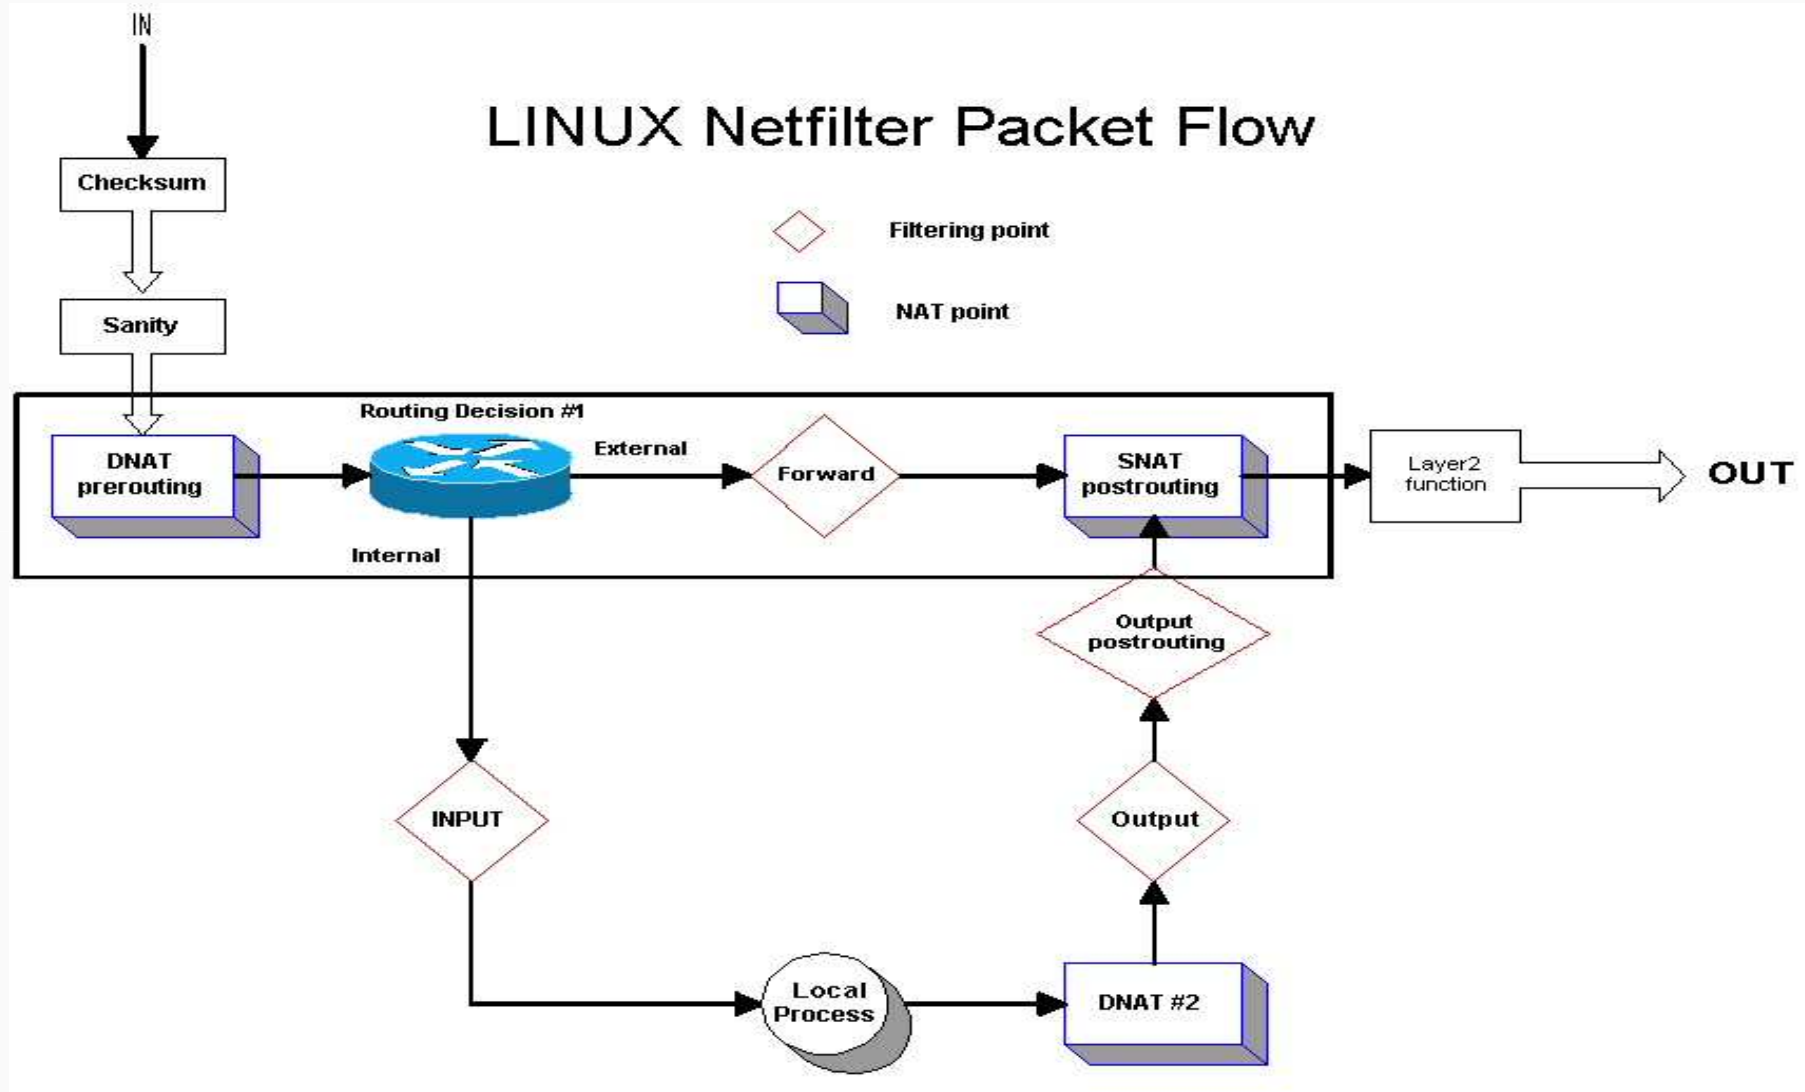 IN
LINUX Netfilter Packet Flow
Checksum
Filtering point
Sanity
NAT point
Routing Decision #1
DNAT
prerouting
External
Forward
SNAT
postrouting
Layer2
function
OUT
Internal
Output
postrouting
INPUT
Output
Local
Process
DNAT #2